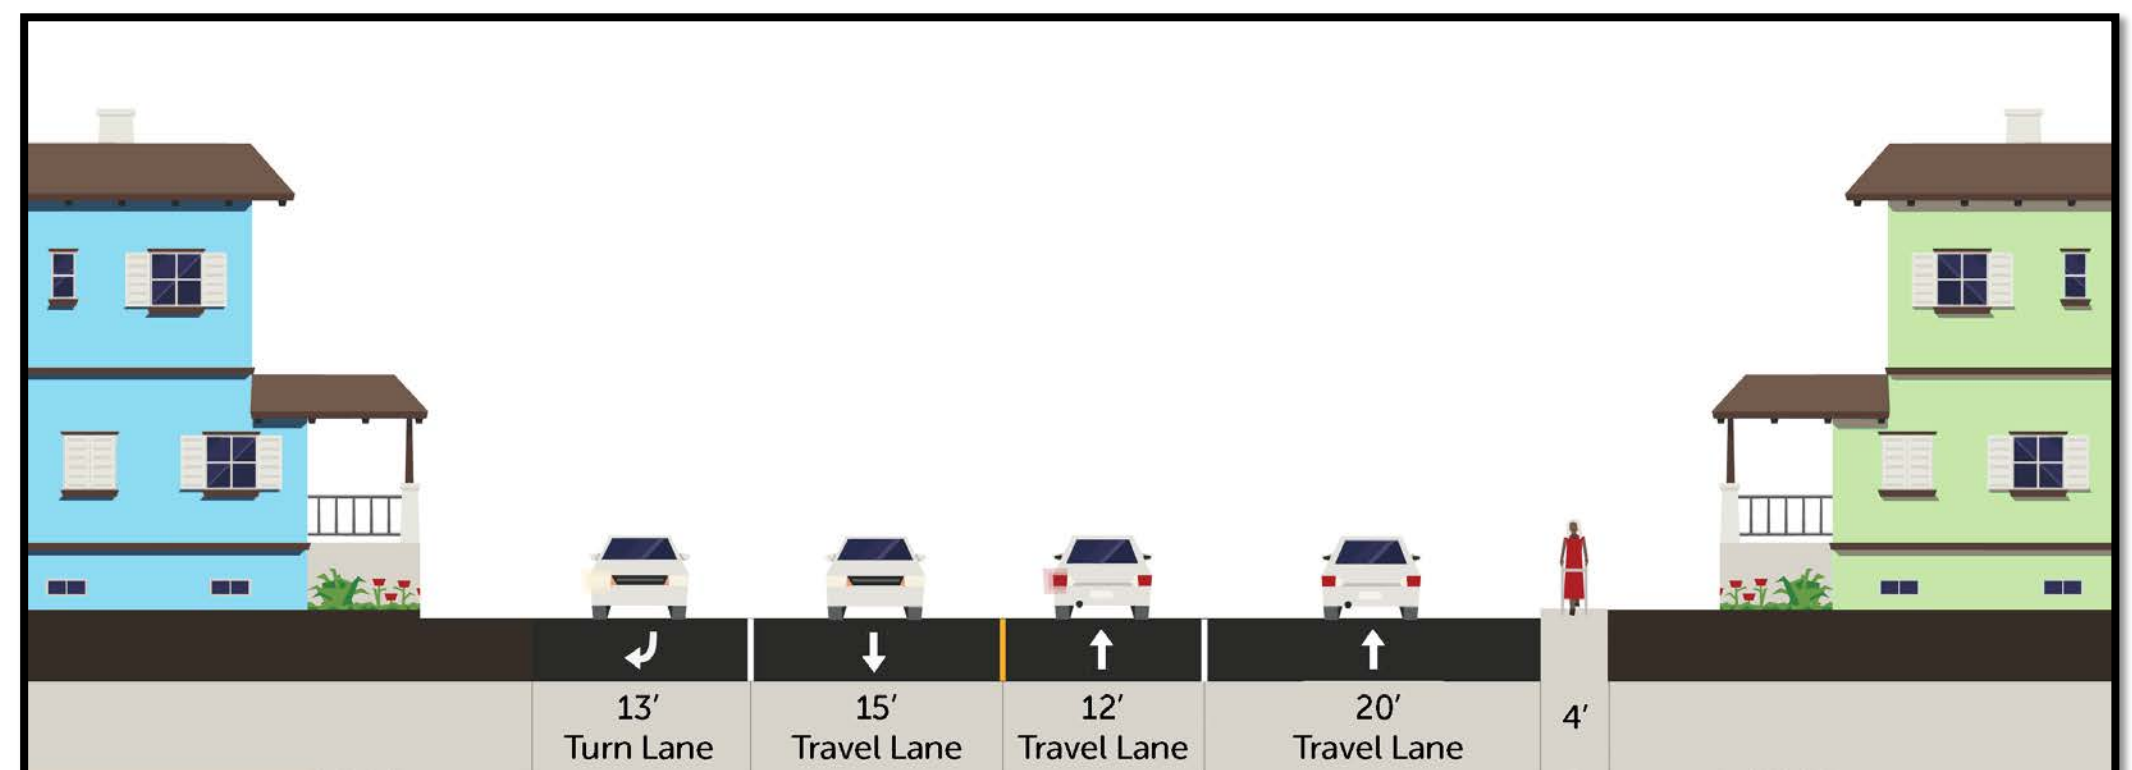 13′ 15′ 12′ 20′ 4′
Turn Lane Travel Lane Travel Lane Travel Lane